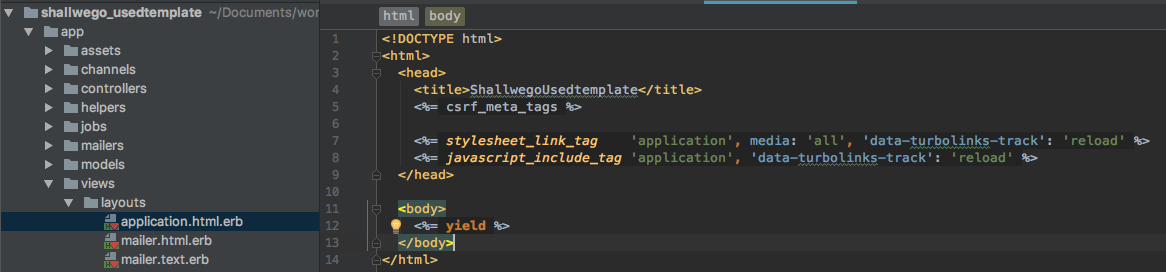 shallwego_usedtemplate ~/Documents/wor
app
assets
channels
controllers
helpers
jobs
mailers
models
views
layouts
application.html.erb
mailer.html.erb
mailer.text.erb
html body
1 <!DOCTYPE html>
2 <html>
3 <head>
4 <title>ShallwegoUsedtemplate</title>
5 <%= csrf_meta_tags %>
6
7 <%= stylesheet_link_tag 'application', media: 'all', 'data-turbolinks-track': 'reload' %>
8 <%= javascript_include_tag 'application', 'data-turbolinks-track': 'reload' %>
9 </head>
10
11 <body>
12 <%= yield %>
13 </body>
14 </html>